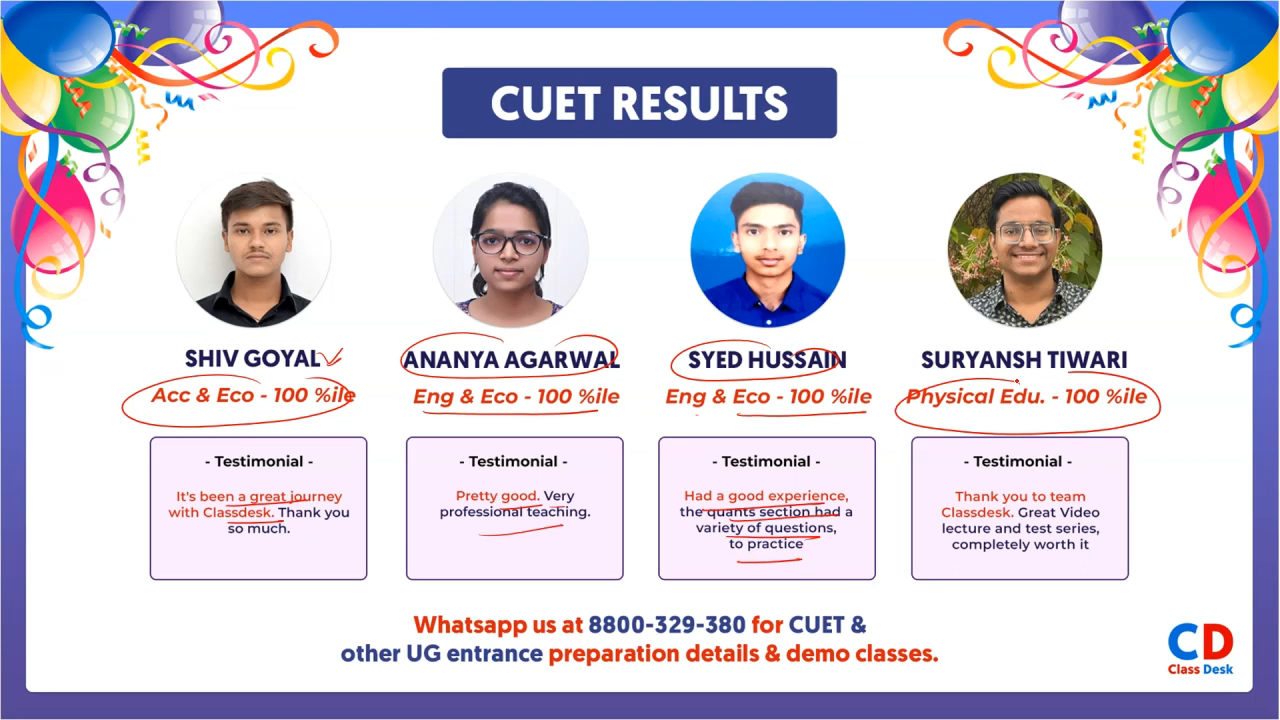 CUET RESULTS
SHIV GOYAL
Acc & Eco - 100 %ile
- Testimonial -
It's been a great journey
with Classdesk. Thank you
so much.
ANANYA AGARWAL
Eng & Eco - 100 %ile
- Testimonial -
Pretty good. Very
professional teaching.
SYED HUSSAIN
Eng & Eco - 100 %ile
- Testimonial -
Had a good experience,
the quants section had a
variety of questions,
to practice
SURYANSH TIWARI
Physical Edu. - 100 %ile
- Testimonial -
Thank you to team
Classdesk. Great Video
lecture and test series,
completely worth it
Whatsapp us at 8800-329-380 for CUET &
other UG entrance preparation details & demo classes.
CD
Class Desk